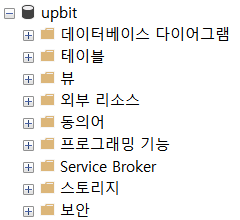 upbit
데이터베이스 다이어그램
테이블
뷰
외부 리소스
동의어
프로그래밍 기능
Service Broker
스토리지
보안